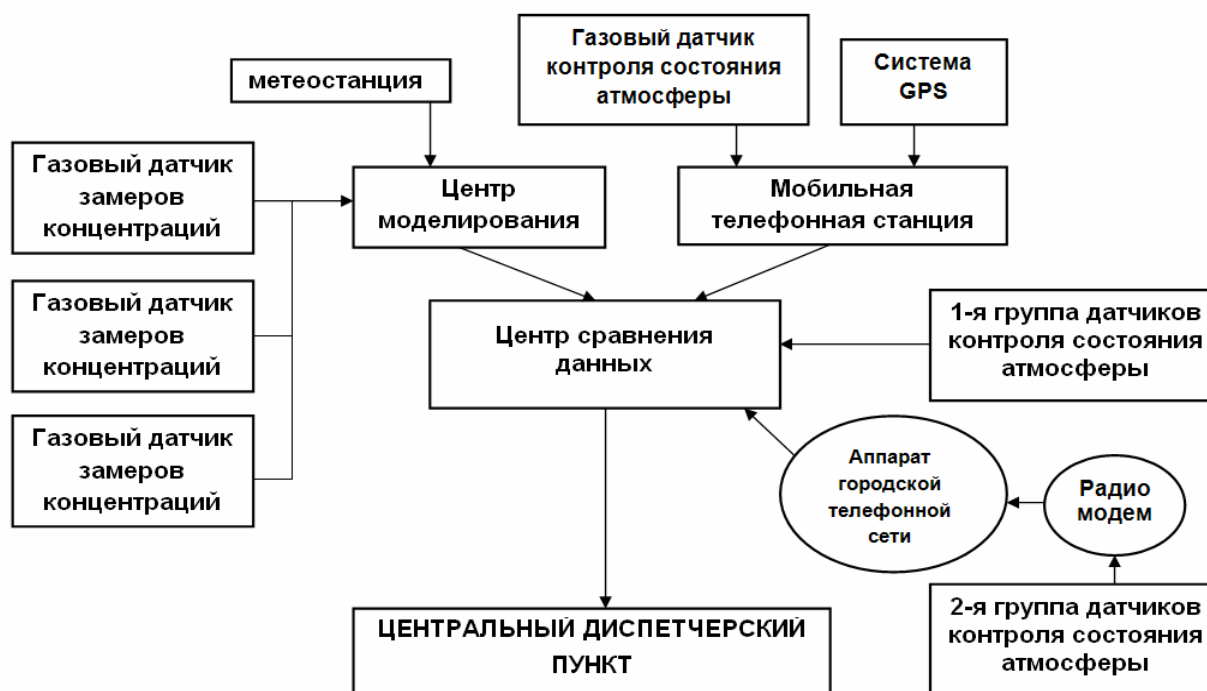 Газовый датчик
контроля состояния
атмосферы
Система
GPS
метеостанция
Газовый датчик
замеров
концентраций
Центр
моделирования
Мобильная
телефонная станция
Газовый датчик
замеров
концентраций
Центр сравнения
данных
1-я группа датчиков
контроля состояния
атмосферы
Газовый датчик
замеров
концентраций
Аппарат
городской
телефонной
сети
Радио
модем
2-я группа датчиков
контроля состояния
атмосферы
ЦЕНТРАЛЬНЫЙ ДИСПЕТЧЕРСКИЙ
ПУНКТ